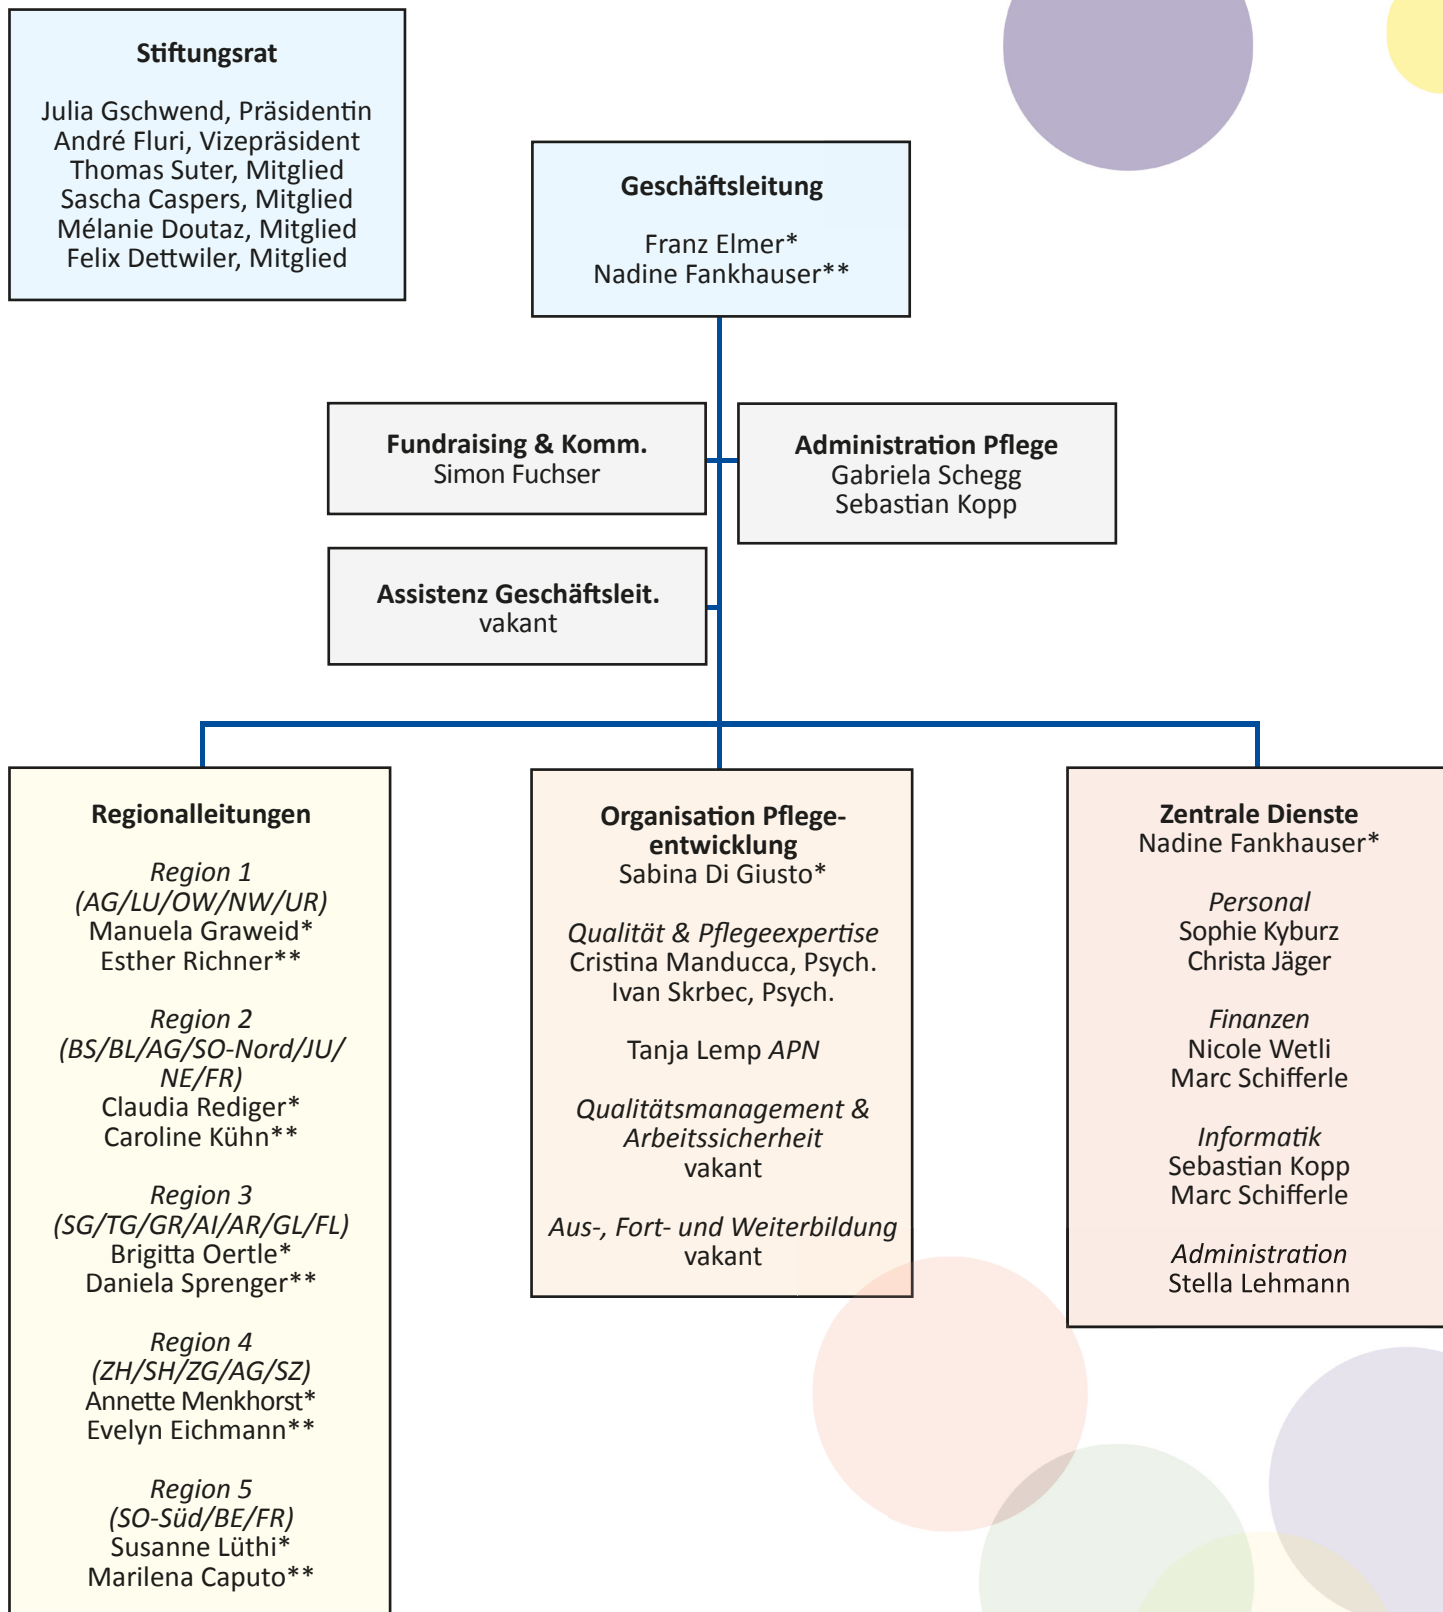 Stiftungsrat
Julia Gschwend, Präsidentin
André Fluri, Vizepräsident
Thomas Suter, Mitglied
Sascha Caspers, Mitglied
Mélanie Doutaz, Mitglied
Felix Dettwiler, Mitglied
Geschäftsleitung
Franz Elmer*
Nadine Fankhauser**
Fundraising & Komm.
Simon Fuchser
Administration Pflege
Gabriela Schegg
Sebastian Kopp
Assistenz Geschäftsleit.
vakant
Regionalleitungen
Region 1
(AG/LU/OW/NW/UR)
Manuela Graweid*
Esther Richner**
Region 2
(BS/BL/AG/SO-Nord/JU/
NE/FR)
Claudia Rediger*
Caroline Kühn**
Region 3
(SG/TG/GR/AI/AR/GL/FL)
Brigitta Oertle*
Daniela Sprenger**
Region 4
(ZH/SH/ZG/AG/SZ)
Annette Menkhorst*
Evelyn Eichmann**
Region 5
(SO-Süd/BE/FR)
Susanne Lüthi*
Marilena Caputo**
Organisation Pflege-
entwicklung
Sabina Di Giusto*
Qualität & Pflegeexpertise
Cristina Manducca, Psych.
Ivan Skrbec, Psych.
Tanja Lemp APN
Qualitätsmanagement &
Arbeitssicherheit
vakant
Aus-, Fort- und Weiterbildung
vakant
Zentrale Dienste
Nadine Fankhauser*
Personal
Sophie Kyburz
Christa Jäger
Finanzen
Nicole Wetli
Marc Schifferle
Informatik
Sebastian Kopp
Marc Schifferle
Administration
Stella Lehmann